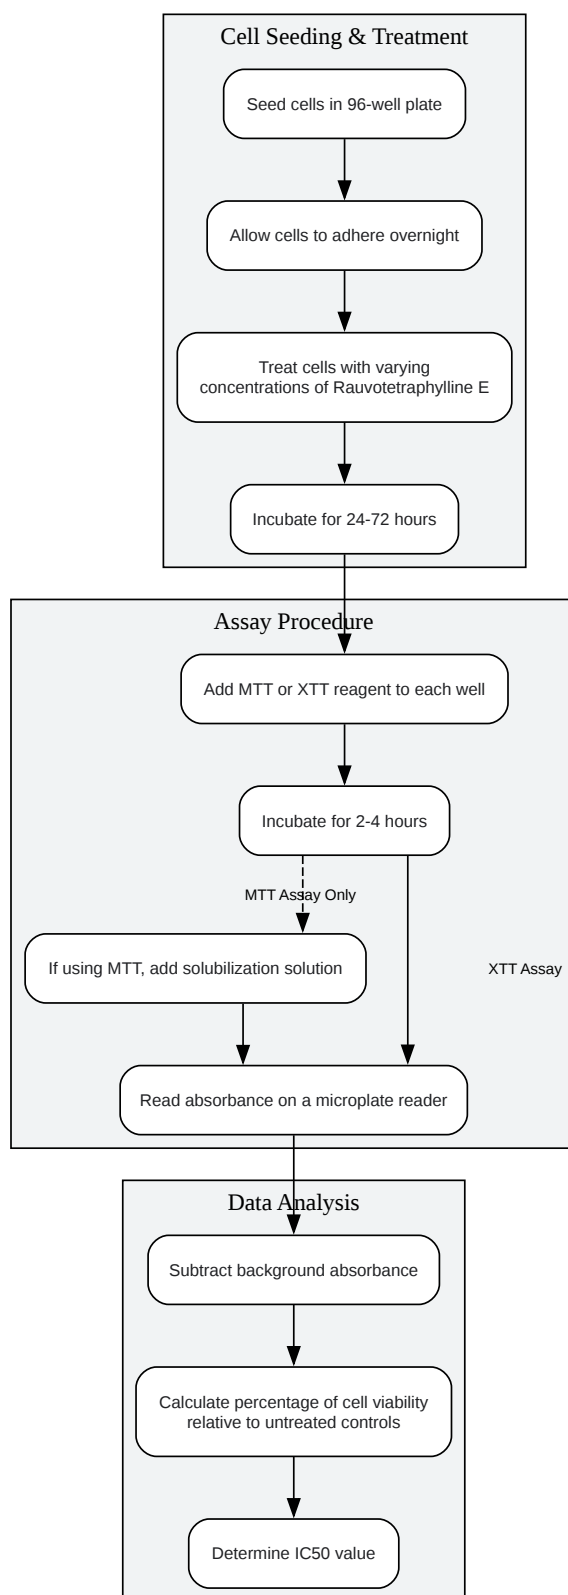 Cell Seeding & Treatment
Seed cells in 96-well plate
Allow cells to adhere overnight
Treat cells with varying
concentrations of Rauvotetraphylline E
Incubate for 24-72 hours
Assay Procedure
Add MTT or XTT reagent to each well
Incubate for 2-4 hours
MTT Assay Only
If using MTT, add solubilization solution
XTT Assay
Read absorbance on a microplate reader
Data Analysis
Subtract background absorbance
Calculate percentage of cell viability
relative to untreated controls
Determine IC50 value